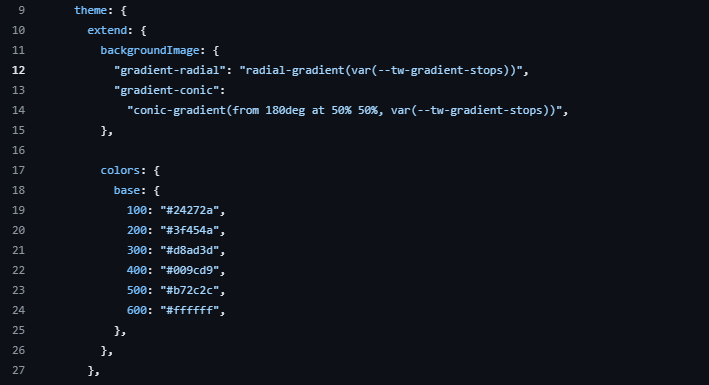 9 theme: {
10 extend: {
11 backgroundImage: {
12 "gradient-radial": "radial-gradient(var(--tw-gradient-stops))",
13 "gradient-conic":
14 "conic-gradient(from 180deg at 50% 50%, var(--tw-gradient-stops))",
15 },
16
17 colors: {
18 base: {
19 100: "#24272a",
20 200: "#3f454a",
21 300: "#d8ad3d",
22 400: "#009cd9",
23 500: "#b72c2c",
24 600: "#ffffff",
25 },
26 },
27 },